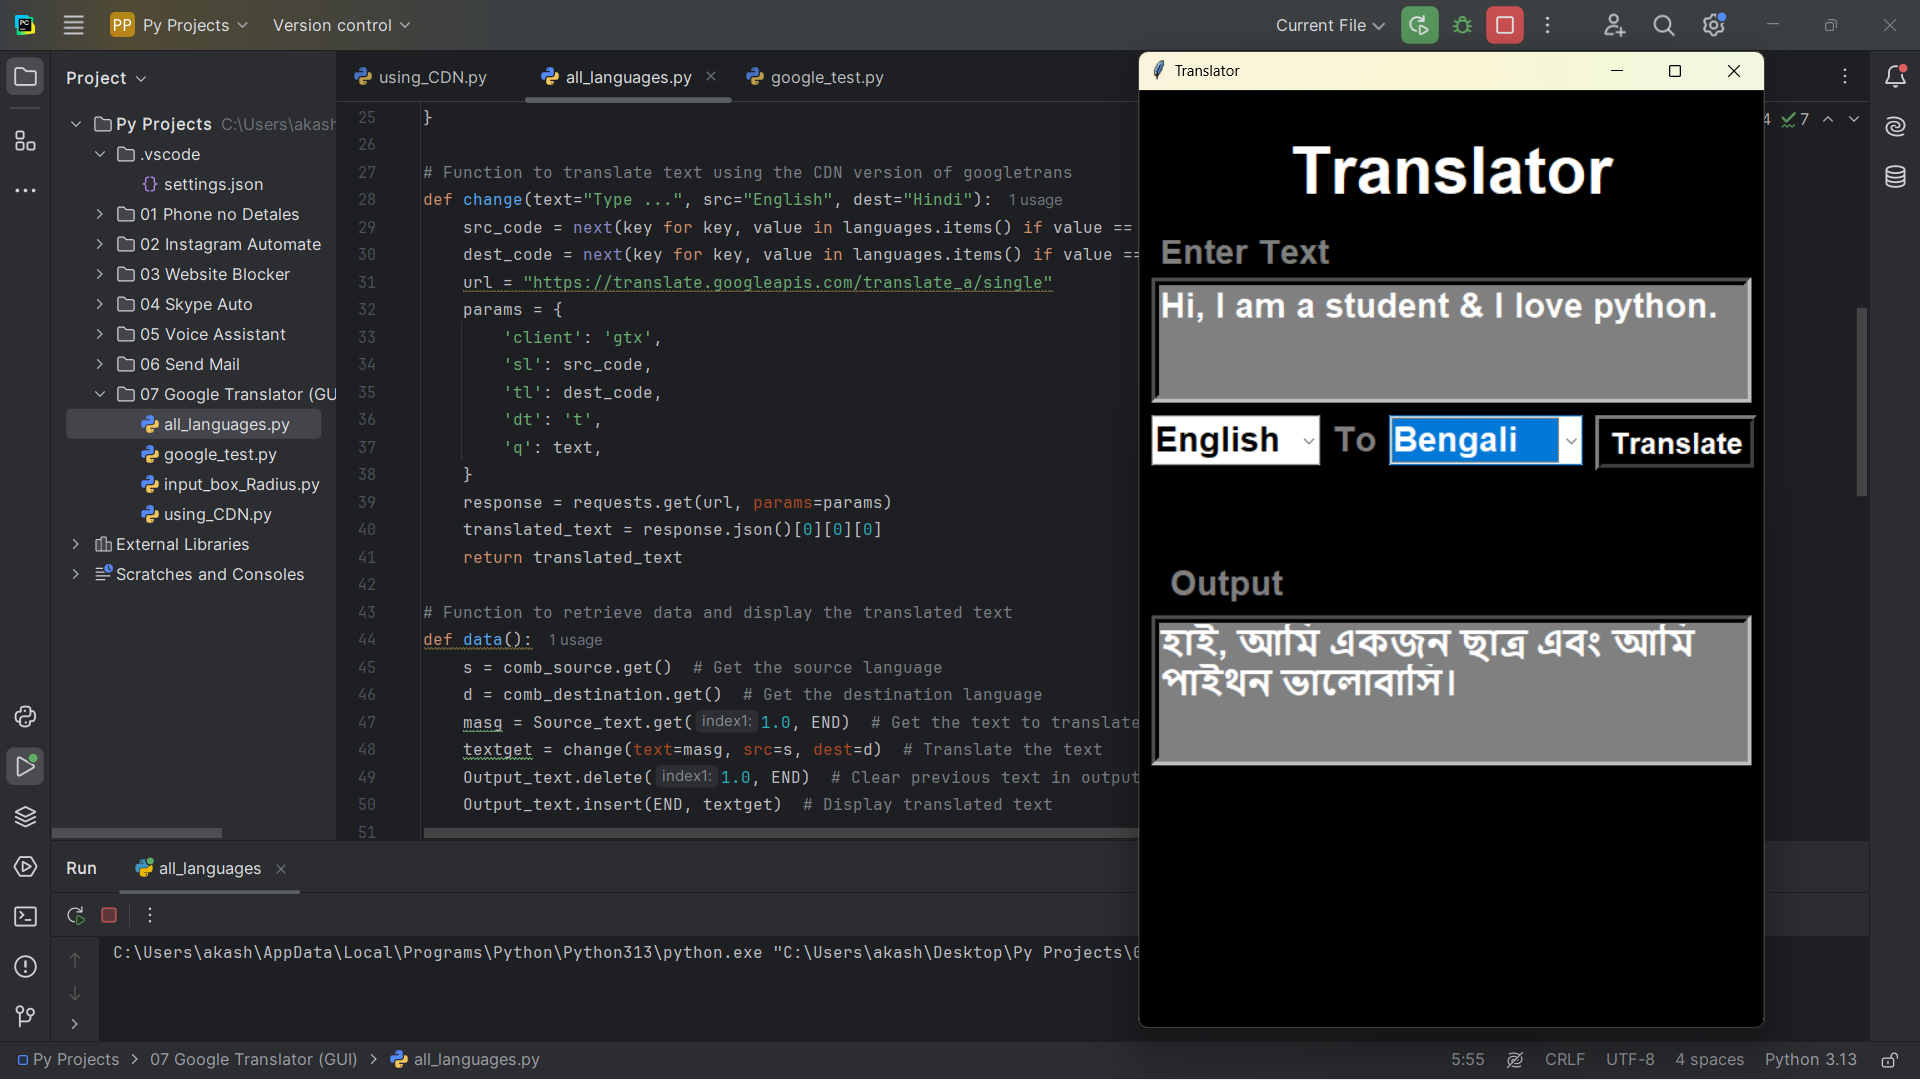 PP Py Projects
Version control
Current File
Project
using_CDN.py
all_languages.py
google_test.py
Py Projects C:\Users\akash
.vscode
settings.json
01 Phone no Detales
02 Instagram Automate
03 Website Blocker
04 Skype Auto
05 Voice Assistant
06 Send Mail
07 Google Translator (GU
all_languages.py
google_test.py
input_box_Radius.py
using_CDN.py
External Libraries
Scratches and Consoles
4 7
25 }
26
27 # Function to translate text using the CDN version of googletrans
28 def change(text="Type ...", src="English", dest="Hindi"): 1 usage
29 src_code = next(key for key, value in languages.items() if value ==
30 dest_code = next(key for key, value in languages.items() if value ==
31 url = "https://translate.googleapis.com/translate_a/single"
32 params = {
33 'client': 'gtx',
34 'sl': src_code,
35 'tl': dest_code,
36 'dt': 't',
37 'q': text,
38 }
39 response = requests.get(url, params=params)
40 translated_text = response.json()[0][0][0]
41 return translated_text
42
43 # Function to retrieve data and display the translated text
44 def data(): 1 usage
45 s = comb_source.get() # Get the source language
46 d = comb_destination.get() # Get the destination language
47 masg = Source_text.get( index1: 1.0, END) # Get the text to translate
48 textget = change(text=masg, src=s, dest=d) # Translate the text
49 Output_text.delete( index1: 1.0, END) # Clear previous text in output
50 Output_text.insert(END, textget) # Display translated text
51
Translator
Translator
Enter Text
Hi, I am a student & I love python.
English To Bengali Translate
Output
হাই, আমি একজন ছাত্র এবং আমি
পাইথন ভালোবাসি।
Run
all_languages
C:\Users\akash\AppData\Local\Programs\Python\Python313\python.exe "C:\Users\akash\Desktop\Py Projects\0
Py Projects > 07 Google Translator (GUI) > all_languages.py
5:55 CRLF UTF-8 4 spaces Python 3.13